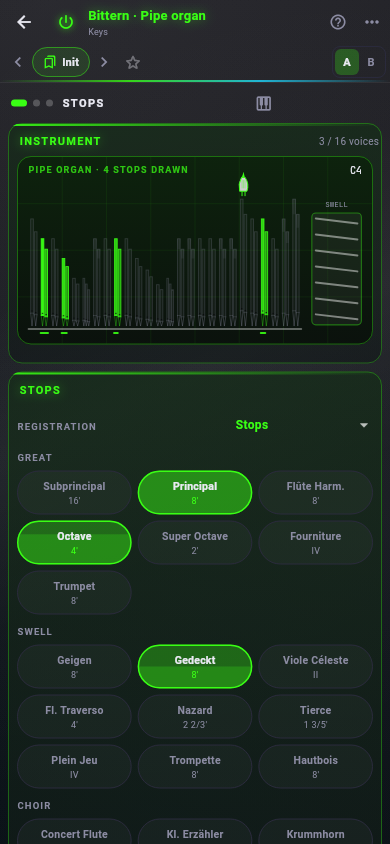 Bittern · Pipe organ
Keys
Init
A B
STOPS
INSTRUMENT 3 / 16 voices
PIPE ORGAN · 4 STOPS DRAWN C4
SWELL
STOPS
REGISTRATION Stops
GREAT
Subprincipal Principal Flûte Harm.
16' 8' 8'
Octave Super Octave Fourniture
4' 2' IV
Trumpet
8'
SWELL
Geigen Gedeckt Viole Céleste
8' 8' II
Fl. Traverso Nazard Tierce
4' 2 2/3' 1 3/5'
Plein Jeu Trompette Hautbois
IV 8' 8'
CHOIR
Concert Flute Kl. Erzähler Krummhorn